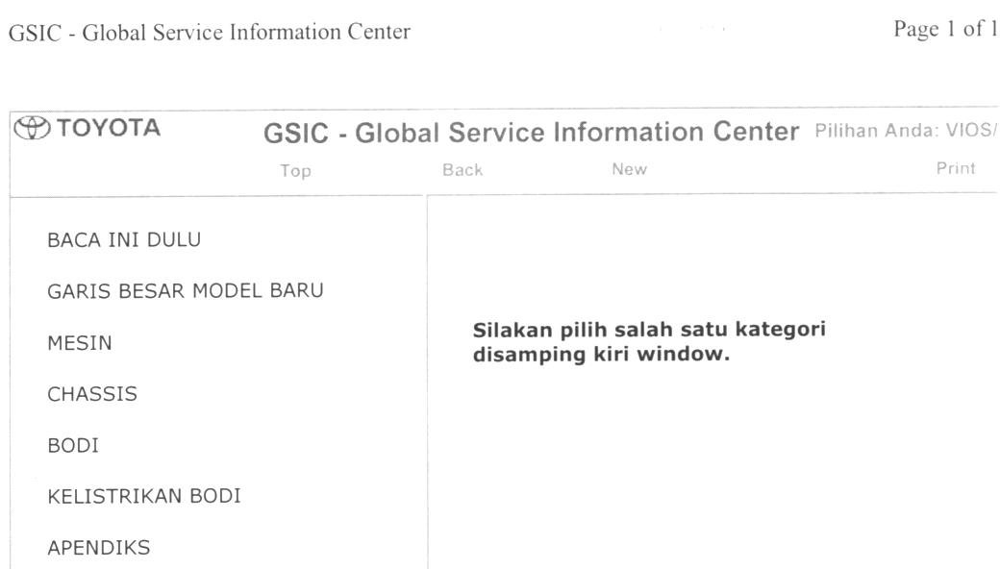 GSIC - Global Service Information Center
Page 1 of 1
TOYOTA
GSIC - Global Service Information Center
Pilihan Anda: VIOS/
Top
Back
New
Print
BACA INI DULU
GARIS BESAR MODEL BARU
MESIN
CHASSIS
BODI
KELISTRIKAN BODI
APENDIKS
Silakan pilih salah satu kategori
disamping kiri window.